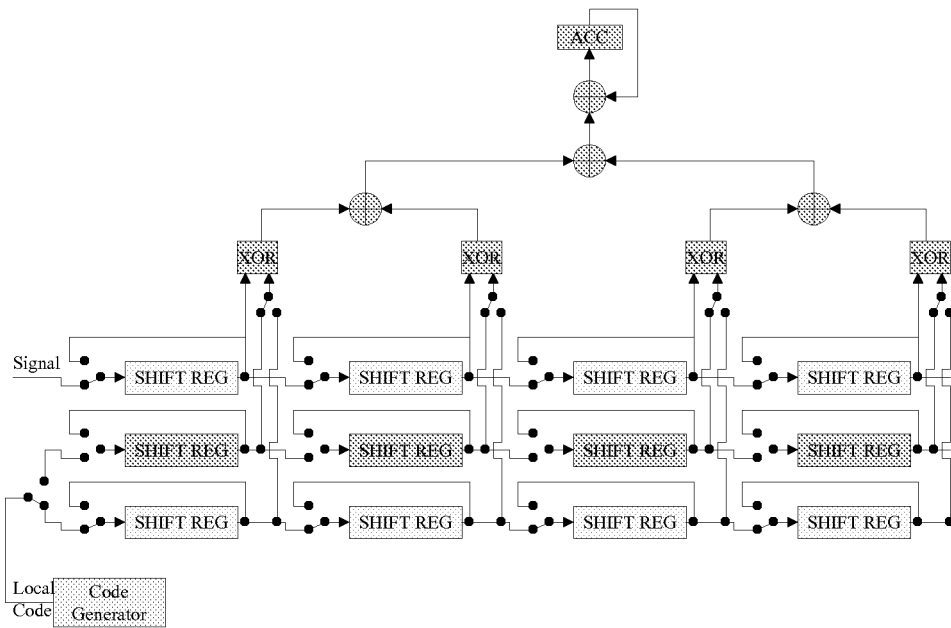 ACC
XOR XOR XOR XOR
Signal
SHIFT REG SHIFT REG SHIFT REG SHIFT REG
SHIFT REG SHIFT REG SHIFT REG SHIFT REG
SHIFT REG SHIFT REG SHIFT REG SHIFT REG
Local
Code
Code
Generator